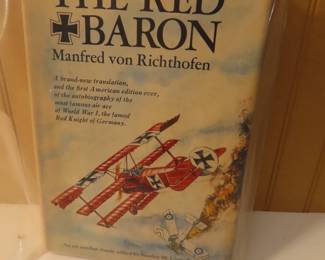 THE RED
BARON
Manfred von Richthofen
A brand-new translation,
and the first American edition ever,
of the autobiography of the
most famous air ace
of World War I, the famed
Red Knight of Germany.